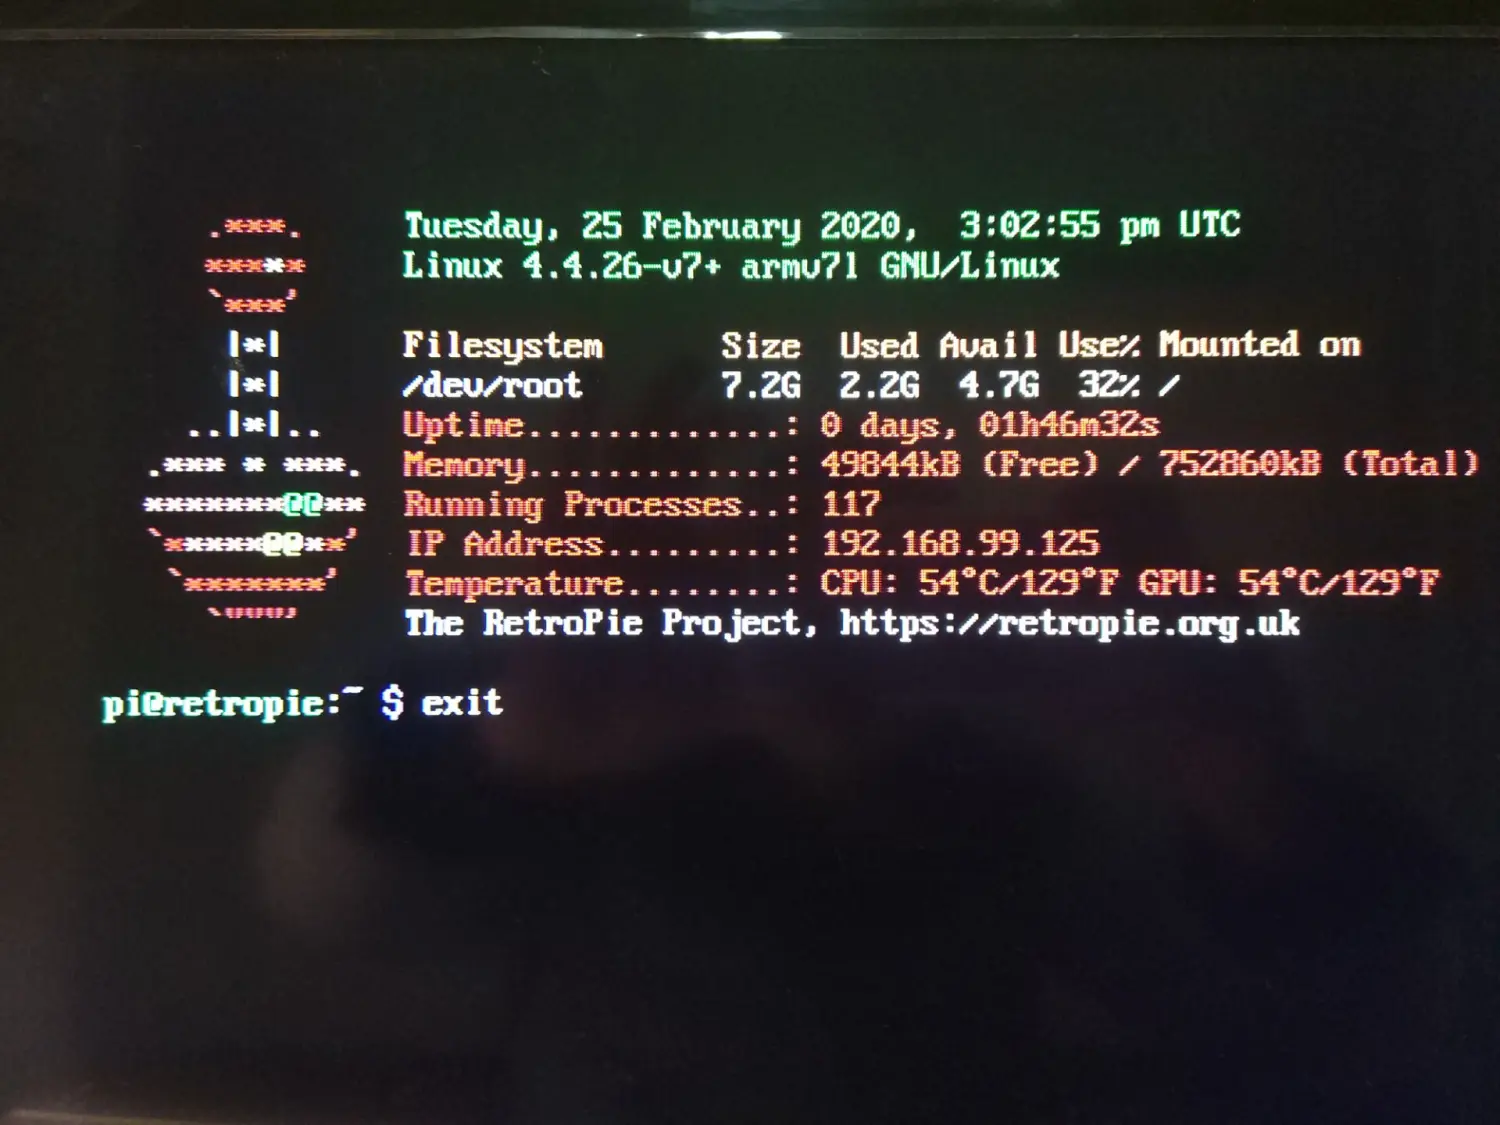 .***.      Tuesday, 25 February 2020,  3:02:55 pm UTC
*****      Linux 4.4.26-v7+ armv7l GNU/Linux
`***'
|*|        Filesystem      Size  Used Avail Use% Mounted on
|*|        /dev/root       7.2G  2.2G  4.7G  32% /
..|*|..    Uptime.............: 0 days, 01h46m32s
.*** * ***.  Memory.............: 49844kB (Free) / 752860kB (Total)
*******@@**  Running Processes..: 117
`*****@@**'  IP Address.........: 192.168.99.125
`*******'  Temperature........: CPU: 54°C/129°F GPU: 54°C/129°F
`"""'      The RetroPie Project, https://retropie.org.uk
pi@retropie:~ $ exit